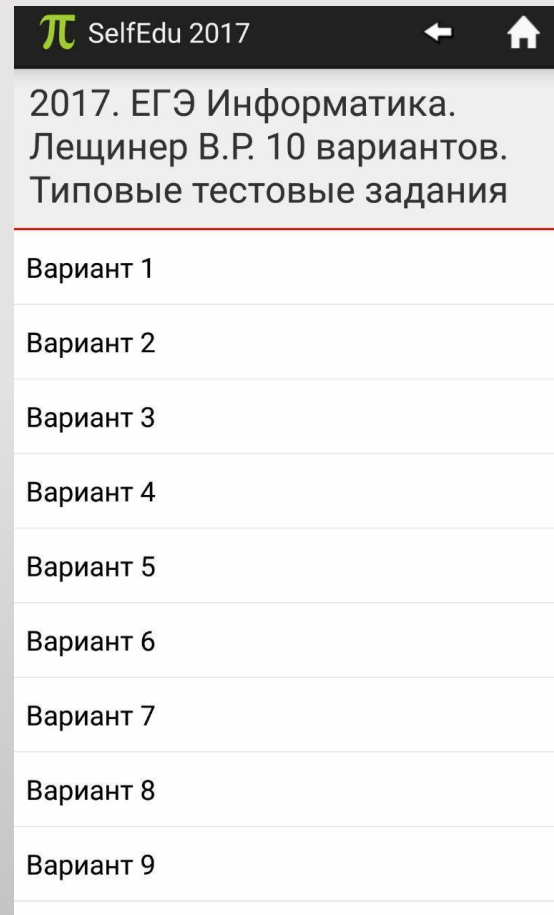 π SelfEdu 2017
2017. ЕГЭ Информатика.
Лещинер В.Р. 10 вариантов.
Типовые тестовые задания
Вариант 1
Вариант 2
Вариант 3
Вариант 4
Вариант 5
Вариант 6
Вариант 7
Вариант 8
Вариант 9